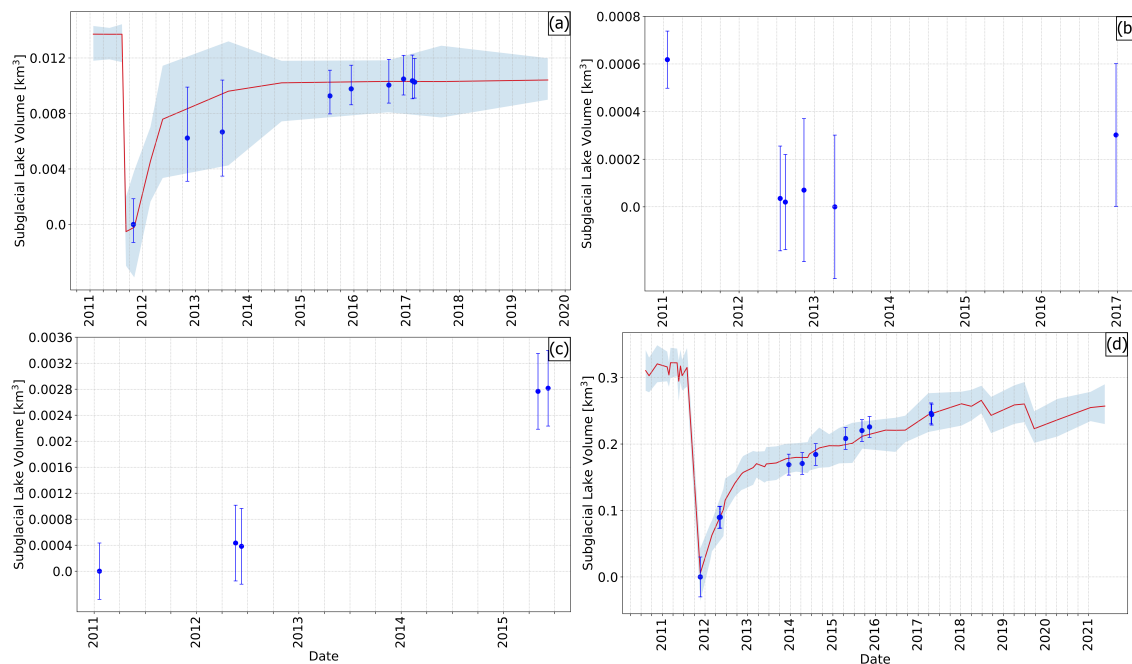 (a)
Subglacial Lake Volume [km³]
0.012
0.008
0.004
0.0
2011 2012 2013 2014 2015 2016 2017 2018 2019 2020
(b
Subglacial Lake Volume [km³]
0.0008
0.0006
0.0004
0.0002
0.0
2011 2012 2013 2014 2015 2016 2017
(c)
Subglacial Lake Volume [km³]
0.0036
0.0032
0.0028
0.0024
0.002
0.0016
0.0012
0.0008
0.0004
0.0
2011 2012 2013 2014 2015
Date
(d)
Subglacial Lake Volume [km³]
0.3
0.2
0.1
0.0
2011 2012 2013 2014 2015 2016 2017 2018 2019 2020 2021
Date